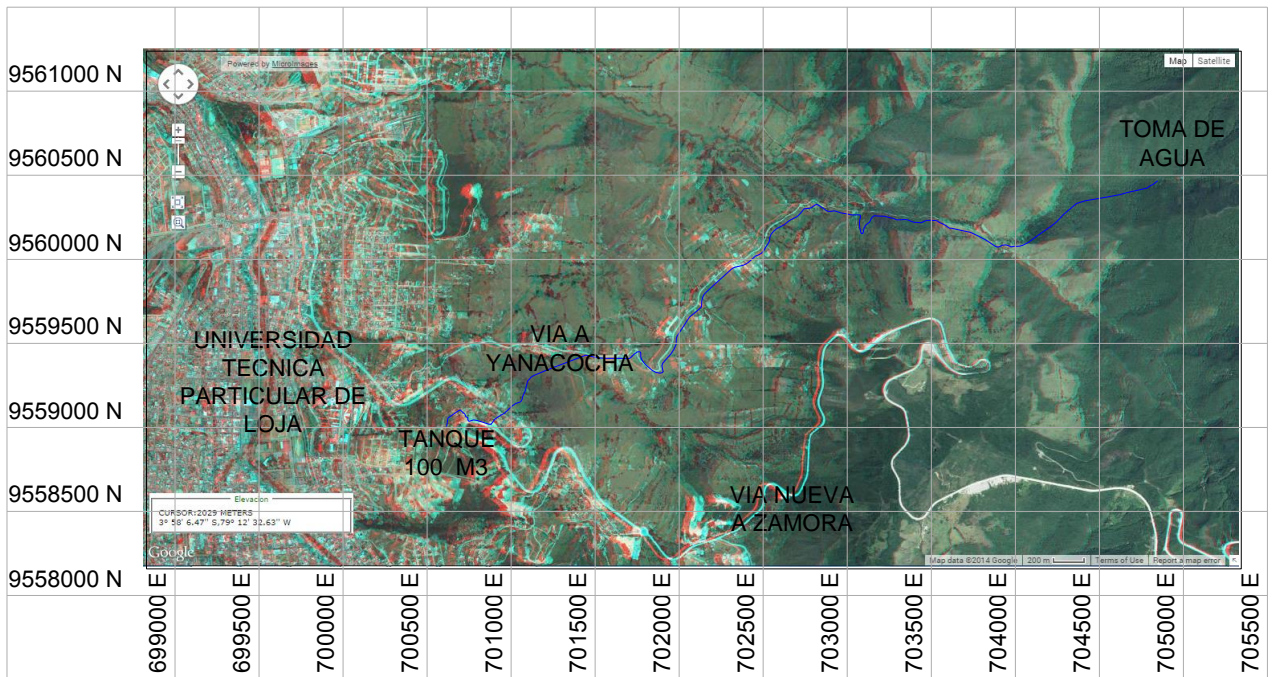 9561000 N
Powered by MicroImages
Map Satellite
TOMA DE
AGUA
9560500 N
9560000 N
9559500 N
UNIVERSIDAD
TECNICA
PARTICULAR DE
LOJA
VIA A
YANACOCHA
9559000 N
TANQUE
100 M3
9558500 N
VIA NUEVA
A ZAMORA
Elevacion
CURSOR:2029 METERS
3° 58' 6.47" S,79° 12' 32.63" W
Google
Map data ©2014 Google 200 m Terms of Use Report a map error
9558000 N
699000 E
699500 E
700000 E
700500 E
701000 E
701500 E
702000 E
702500 E
703000 E
703500 E
704000 E
704500 E
705000 E
705500 E